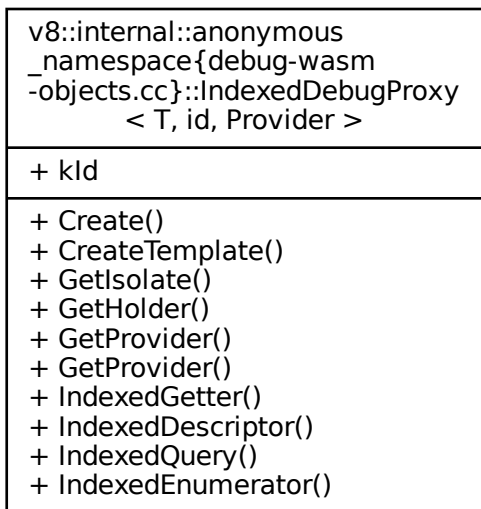 v8::internal::anonymous
_namespace{debug-wasm
-objects.cc}::IndexedDebugProxy
< T, id, Provider >
+ kId
+ Create()
+ CreateTemplate()
+ GetIsolate()
+ GetHolder()
+ GetProvider()
+ GetProvider()
+ IndexedGetter()
+ IndexedDescriptor()
+ IndexedQuery()
+ IndexedEnumerator()